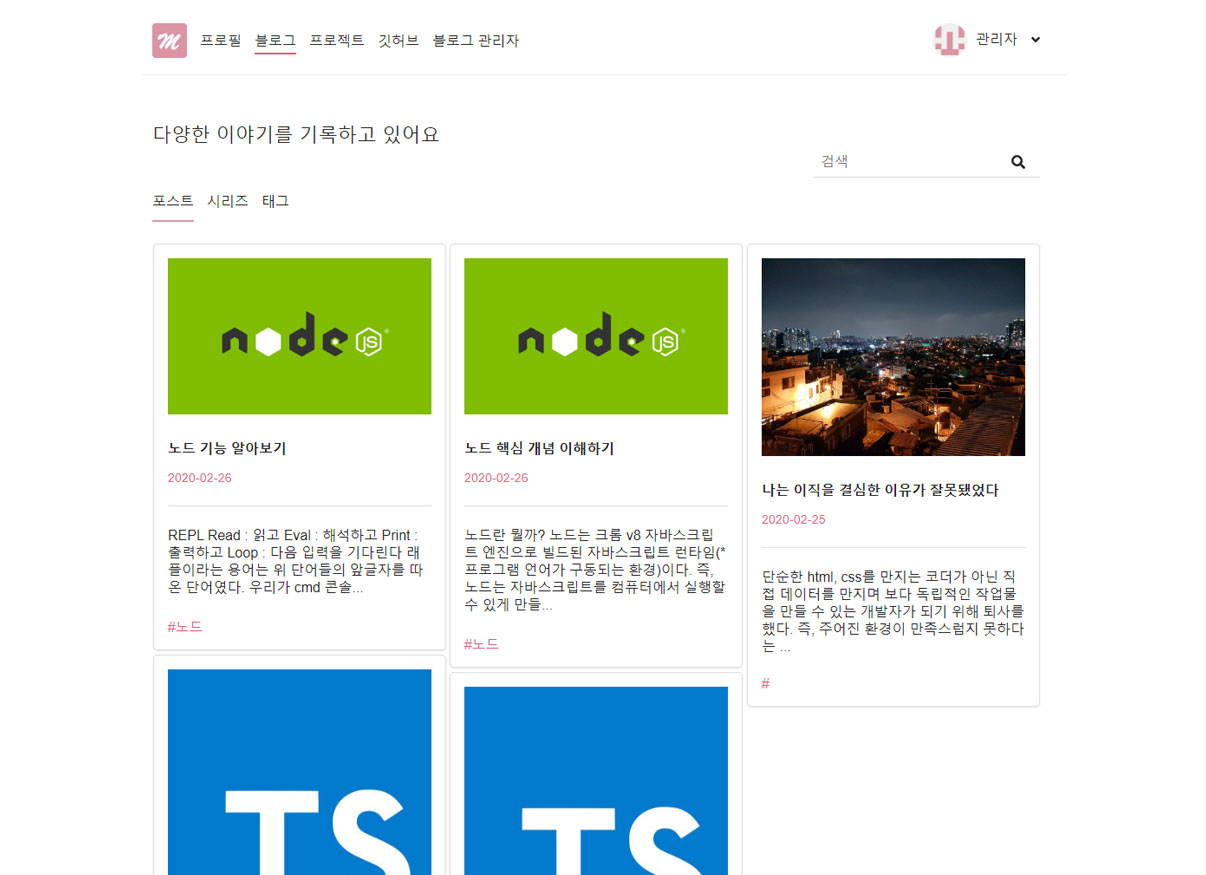 M 프로필 블로그 프로젝트 깃허브 블로그 관리자 관리자
다양한 이야기를 기록하고 있어요
검색
포스트 시리즈 태그
node JS
노드 기능 알아보기
2020-02-26
REPL Read : 읽고 Eval : 해석하고 Print :
출력하고 Loop : 다음 입력을 기다린다 래
플이라는 용어는 위 단어들의 앞글자를 따
온 단어였다. 우리가 cmd 콘솔...
#노드
node JS
노드 핵심 개념 이해하기
2020-02-26
노드란 뭘까? 노드는 크롬 v8 자바스크립
트 엔진으로 빌드된 자바스크립트 런타임(*
프로그램 언어가 구동되는 환경)이다. 즉,
노드는 자바스크립트를 컴퓨터에서 실행할
수 있게 만들...
#노드
나는 이직을 결심한 이유가 잘못됐었다
2020-02-25
단순한 html, css를 만지는 코더가 아닌 직
접 데이터를 만지며 보다 독립적인 작업물
을 만들 수 있는 개발자가 되기 위해 퇴사를
했다. 즉, 주어진 환경이 만족스럽지 못하다
는 ...
#
TS
TS